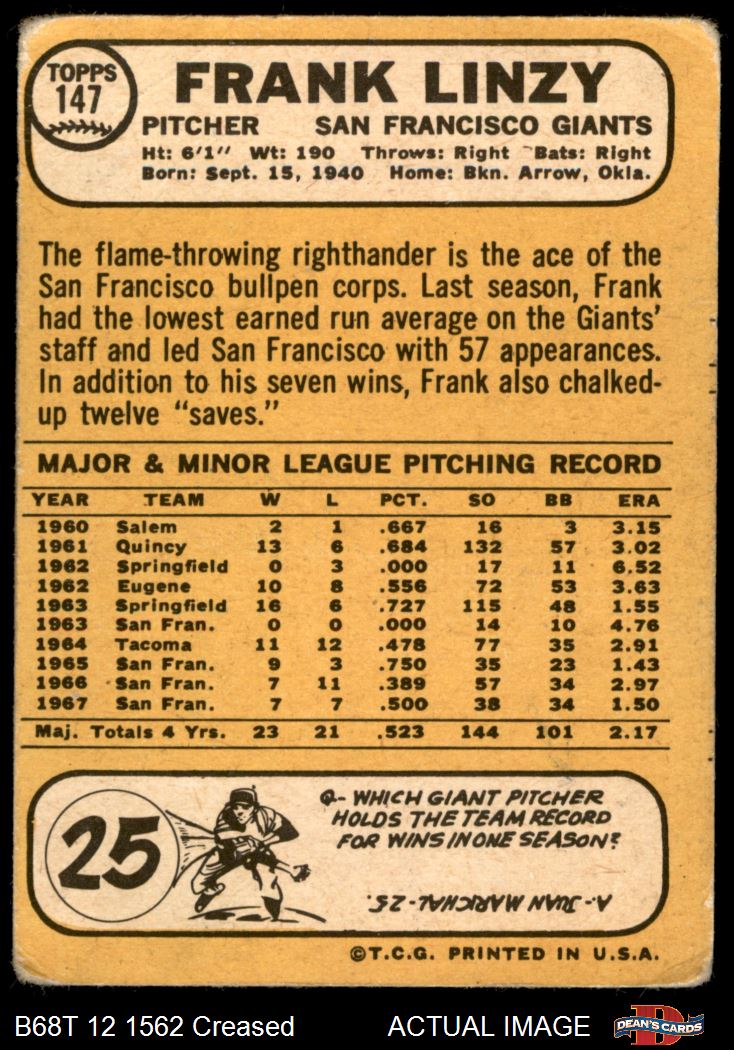 TOPPS
147
FRANK LINZY
PITCHER SAN FRANCISCO GIANTS
Ht: 6'1" Wt: 190 Throws: Right Bats: Right
Born: Sept. 15, 1940 Home: Bkn. Arrow, Okla.
The flame-throwing righthander is the ace of the
San Francisco bullpen corps. Last season, Frank
had the lowest earned run average on the Giants'
staff and led San Francisco with 57 appearances.
In addition to his seven wins, Frank also chalked-
up twelve "saves."
MAJOR & MINOR LEAGUE PITCHING RECORD
YEAR TEAM W L PCT. SO BB ERA
1960 Salem 2 1 .667 16 3 3.15
1961 Quincy 13 6 .684 132 57 3.02
1962 Springfield 0 3 .000 17 11 6.52
1962 Eugene 10 8 .556 72 53 3.63
1963 Springfield 16 6 .727 115 48 1.55
1963 San Fran. 0 0 .000 14 10 4.76
1964 Tacoma 11 12 .478 77 35 2.91
1965 San Fran. 9 3 .750 35 23 1.43
1966 San Fran. 7 11 .389 57 34 2.97
1967 San Fran. 7 7 .500 38 34 1.50
Maj. Totals 4 Yrs. 23 21 .523 144 101 2.17
25
Q- WHICH GIANT PITCHER
HOLDS THE TEAM RECORD
FOR WINS IN ONE SEASON?
A- JUAN MARICHAL-25.
©T.C.G. PRINTED IN U.S.A.
B68T 12 1562 Creased ACTUAL IMAGE
D
DEAN'S CARDS